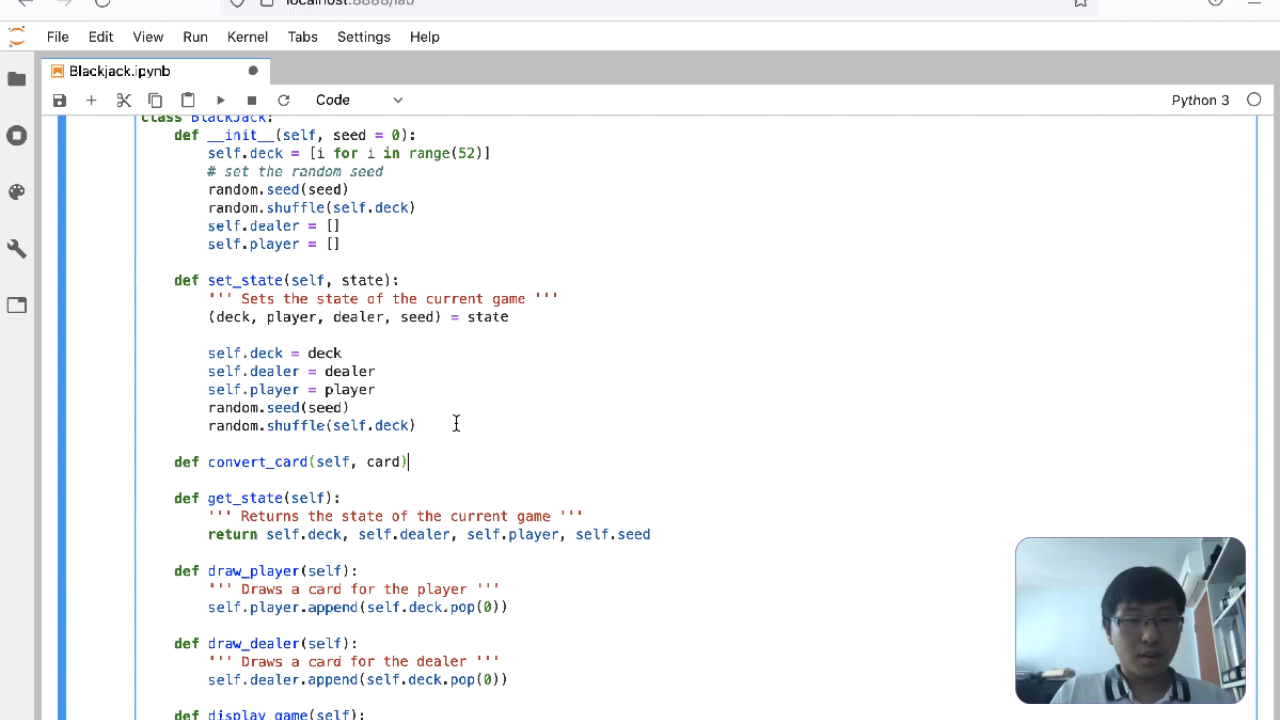 localhost:8888/lab
File Edit View Run Kernel Tabs Settings Help
Blackjack.ipynb
Code
Python 3
class BlackJack:
def __init__(self, seed = 0):
self.deck = [i for i in range(52)]
# set the random seed
random.seed(seed)
random.shuffle(self.deck)
self.dealer = []
self.player = []
def set_state(self, state):
''' Sets the state of the current game '''
(deck, player, dealer, seed) = state
self.deck = deck
self.dealer = dealer
self.player = player
random.seed(seed)
random.shuffle(self.deck)
def convert_card(self, card)
def get_state(self):
''' Returns the state of the current game '''
return self.deck, self.dealer, self.player, self.seed
def draw_player(self):
''' Draws a card for the player '''
self.player.append(self.deck.pop(0))
def draw_dealer(self):
''' Draws a card for the dealer '''
self.dealer.append(self.deck.pop(0))
def display_game(self):